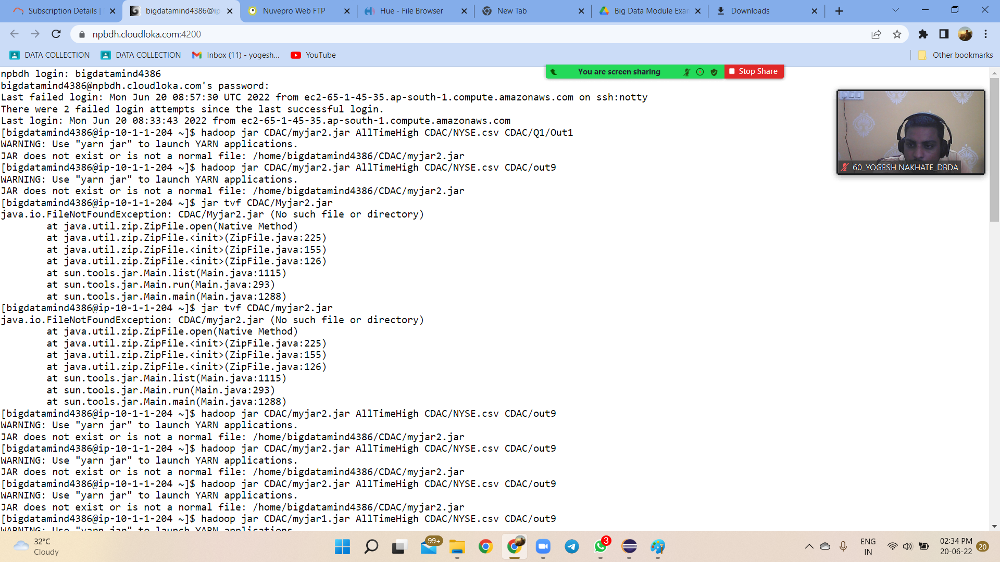 Subscription Details |
bigdatamind4386@ip
Nuvepro Web FTP
Hue - File Browser
New Tab
Big Data Module Exa
Downloads
npbdh.cloudloka.com:4200
DATA COLLECTION
DATA COLLECTION
Inbox (11) - yogesh...
YouTube
Other bookmarks
You are screen sharing
Stop Share
npbdh login: bigdatamind4386
bigdatamind4386@npbdh.cloudloka.com's password:
Last failed login: Mon Jun 20 08:57:30 UTC 2022 from ec2-65-1-45-35.ap-south-1.compute.amazonaws.com on ssh:notty
There were 2 failed login attempts since the last successful login.
Last login: Mon Jun 20 08:33:43 2022 from ec2-65-1-45-35.ap-south-1.compute.amazonaws.com
[bigdatamind4386@ip-10-1-1-204 ~]$ hadoop jar CDAC/myjar2.jar AllTimeHigh CDAC/NYSE.csv CDAC/Q1/Out1
WARNING: Use "yarn jar" to launch YARN applications.
JAR does not exist or is not a normal file: /home/bigdatamind4386/CDAC/myjar2.jar
[bigdatamind4386@ip-10-1-1-204 ~]$ hadoop jar CDAC/myjar2.jar AllTimeHigh CDAC/NYSE.csv CDAC/out9
WARNING: Use "yarn jar" to launch YARN applications.
JAR does not exist or is not a normal file: /home/bigdatamind4386/CDAC/myjar2.jar
[bigdatamind4386@ip-10-1-1-204 ~]$ jar tvf CDAC/Myjar2.jar
java.io.FileNotFoundException: CDAC/Myjar2.jar (No such file or directory)
at java.util.zip.ZipFile.open(Native Method)
at java.util.zip.ZipFile.<init>(ZipFile.java:225)
at java.util.zip.ZipFile.<init>(ZipFile.java:155)
at java.util.zip.ZipFile.<init>(ZipFile.java:126)
at sun.tools.jar.Main.list(Main.java:1115)
at sun.tools.jar.Main.run(Main.java:293)
at sun.tools.jar.Main.main(Main.java:1288)
[bigdatamind4386@ip-10-1-1-204 ~]$ jar tvf CDAC/myjar2.jar
java.io.FileNotFoundException: CDAC/myjar2.jar (No such file or directory)
at java.util.zip.ZipFile.open(Native Method)
at java.util.zip.ZipFile.<init>(ZipFile.java:225)
at java.util.zip.ZipFile.<init>(ZipFile.java:155)
at java.util.zip.ZipFile.<init>(ZipFile.java:126)
at sun.tools.jar.Main.list(Main.java:1115)
at sun.tools.jar.Main.run(Main.java:293)
at sun.tools.jar.Main.main(Main.java:1288)
[bigdatamind4386@ip-10-1-1-204 ~]$ hadoop jar CDAC/myjar2.jar AllTimeHigh CDAC/NYSE.csv CDAC/out9
WARNING: Use "yarn jar" to launch YARN applications.
JAR does not exist or is not a normal file: /home/bigdatamind4386/CDAC/myjar2.jar
[bigdatamind4386@ip-10-1-1-204 ~]$ hadoop jar CDAC/myjar2.jar AllTimeHigh CDAC/NYSE.csv CDAC/out9
WARNING: Use "yarn jar" to launch YARN applications.
JAR does not exist or is not a normal file: /home/bigdatamind4386/CDAC/myjar2.jar
[bigdatamind4386@ip-10-1-1-204 ~]$ hadoop jar CDAC/myjar2.jar AllTimeHigh CDAC/NYSE.csv CDAC/out9
WARNING: Use "yarn jar" to launch YARN applications.
JAR does not exist or is not a normal file: /home/bigdatamind4386/CDAC/myjar2.jar
[bigdatamind4386@ip-10-1-1-204 ~]$ hadoop jar CDAC/myjar1.jar AllTimeHigh CDAC/NYSE.csv CDAC/out9
WARNING: Use "yarn jar" to launch YARN applications.
60_YOGESH NAKHATE_DBDA
32°C
Cloudy
99+
3
ENG
IN
02:34 PM
20-06-22
20